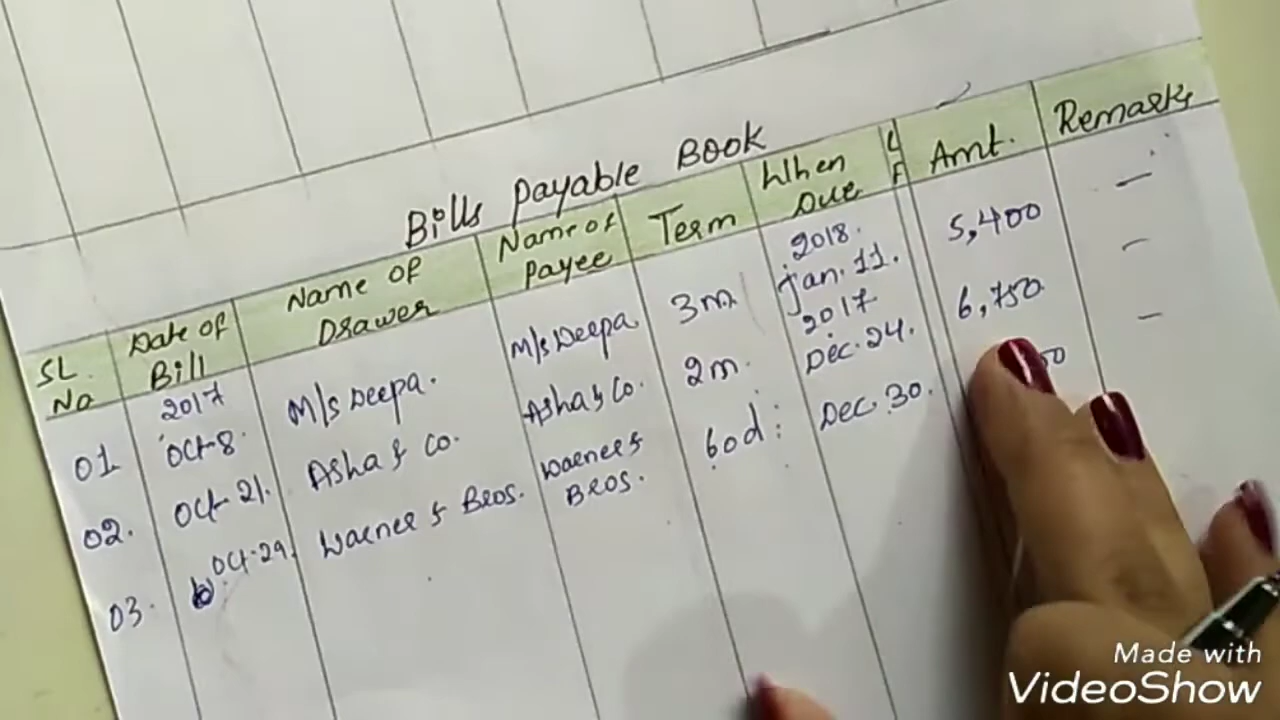 Bills Payable Book
SL. No
Date of Bill
Name of Drawer
Name of Payee
Term
When Due
L F
Amt.
Remarks
01 2017 Oct-8 M/s Deepa. M/s Deepa 3m 2018. Jan. 11. 5,400 —
02. Oct-21. Asha & Co. Asha & Co. 2m. 2017 Dec. 24. 6,750 —
03. Oct-29. Warner & Bros. Warner & Bros. 60d: Dec. 30. —
Made with
VideoShow